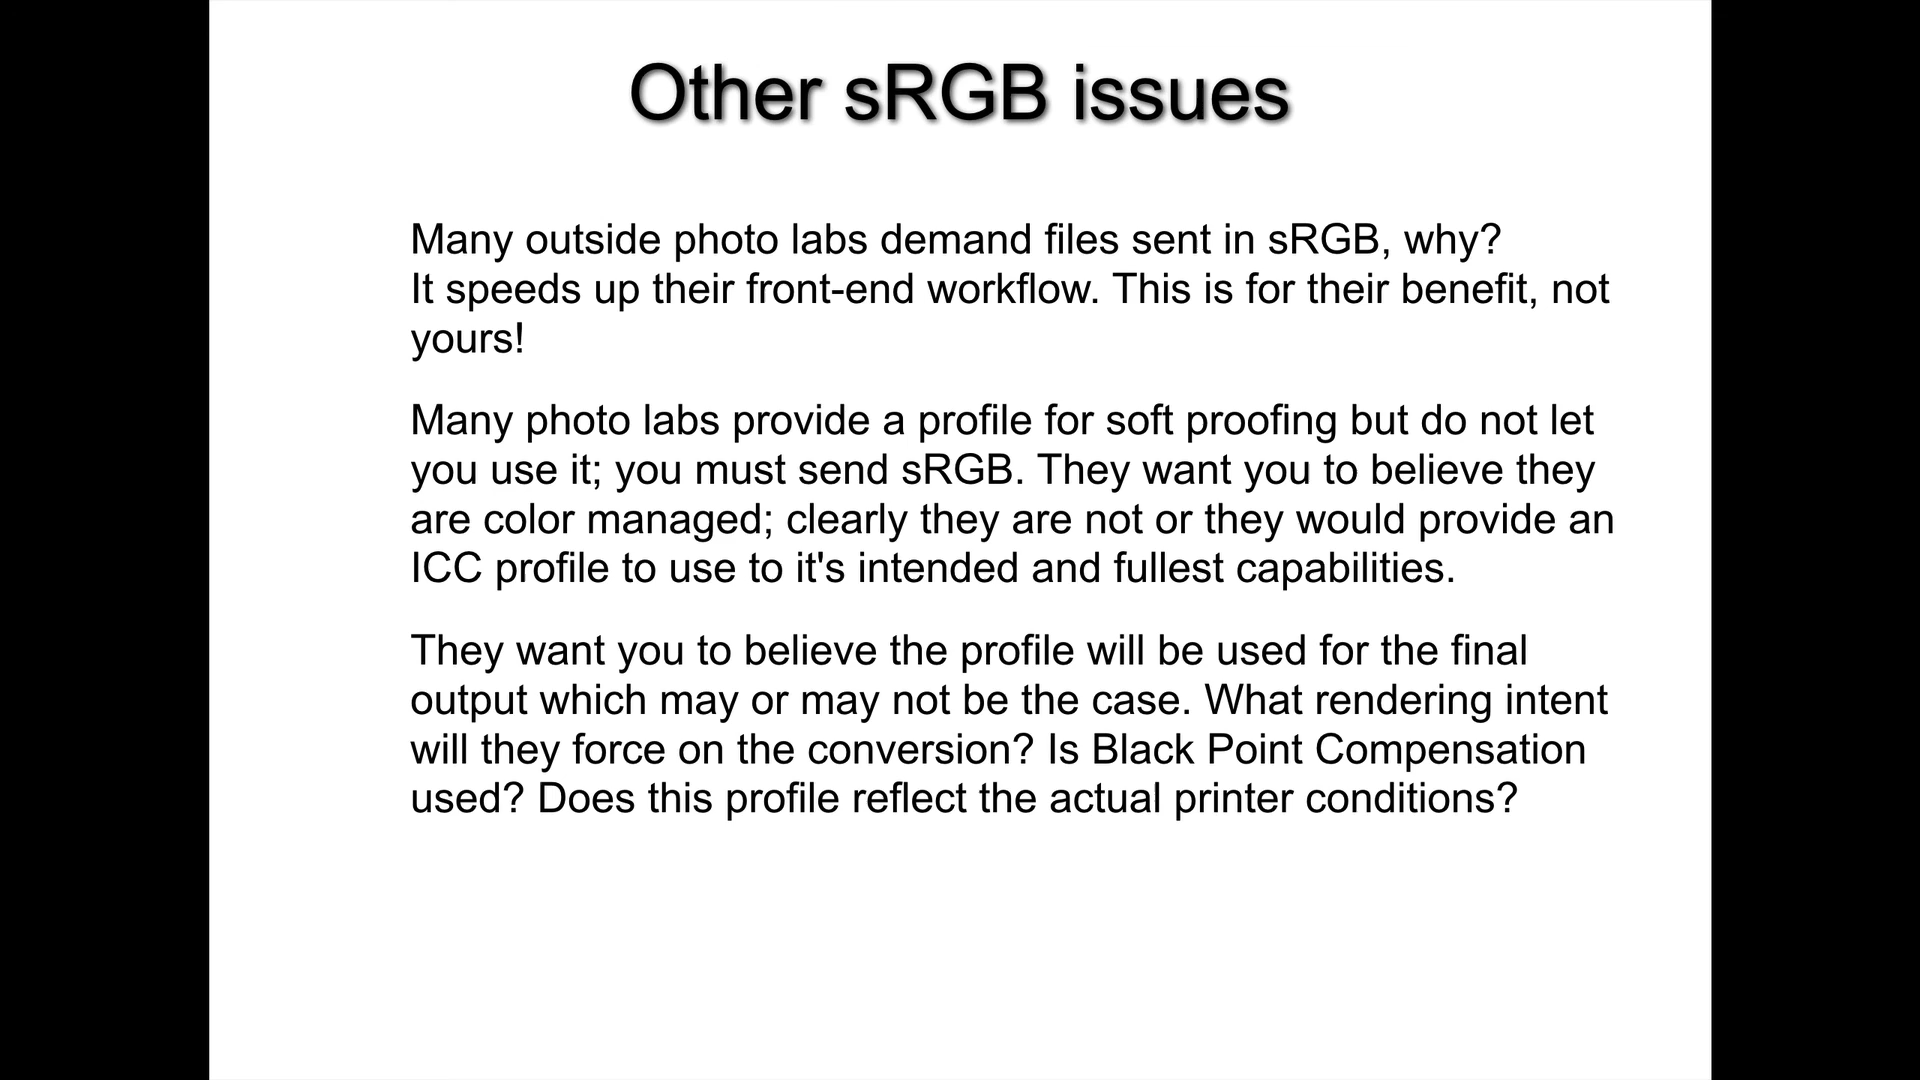 Other sRGB issues
Many outside photo labs demand files sent in sRGB, why?
It speeds up their front-end workflow. This is for their benefit, not
yours!
Many photo labs provide a profile for soft proofing but do not let
you use it; you must send sRGB. They want you to believe they
are color managed; clearly they are not or they would provide an
ICC profile to use to it's intended and fullest capabilities.
They want you to believe the profile will be used for the final
output which may or may not be the case. What rendering intent
will they force on the conversion? Is Black Point Compensation
used? Does this profile reflect the actual printer conditions?